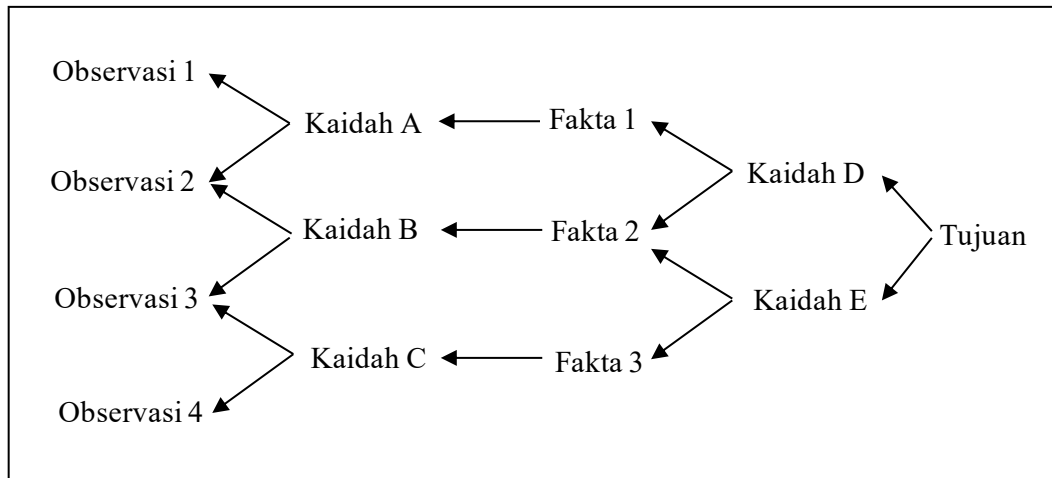 Observasi 1
Kaidah A
Fakta 1
Observasi 2
Kaidah D
Kaidah B
Fakta 2
Tujuan
Observasi 3
Kaidah E
Kaidah C
Fakta 3
Observasi 4